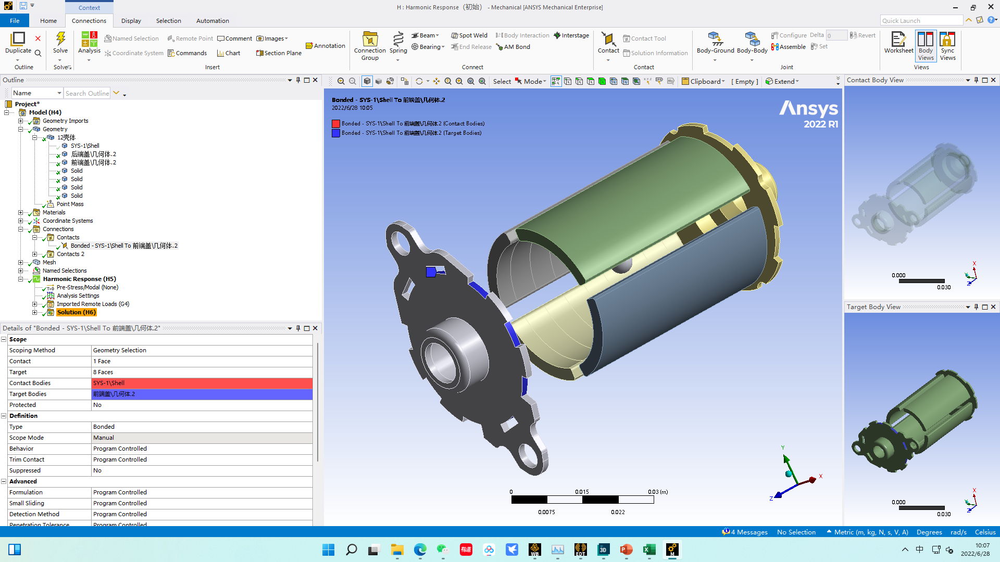 Context
H : Harmonic Response（初始） - Mechanical [ANSYS Mechanical Enterprise]
File
Home
Connections
Display
Selection
Automation
Quick Launch
Duplicate
Outline
Solve
Solve
Analysis
Named Selection
Coordinate System
Remote Point
Commands
Comment
Chart
Images
Section Plane
Annotation
Insert
Connection Group
Spring
Beam
Bearing
Spot Weld
End Release
Body Interaction
AM Bond
Interstage
Connect
Contact
Contact Tool
Solution Information
Contact
Body-Ground
Body-Body
Configure
Delta
0
Revert
Assemble
Set
Joint
Worksheet
Body Views
Sync Views
Views
Outline
Name
Search Outline
Project*
Model (H4)
Geometry Imports
Geometry
12壳体
SYS-1\Shell
后端盖\几何体.2
前端盖\几何体.2
Solid
Solid
Solid
Solid
Point Mass
Materials
Coordinate Systems
Connections
Contacts
Bonded - SYS-1\Shell To 前端盖\几何体.2
Contacts 2
Mesh
Named Selections
Harmonic Response (H5)
Pre-Stress/Modal (None)
Analysis Settings
Imported Remote Loads (G4)
Solution (H6)
Details of "Bonded - SYS-1\Shell To 前端盖\几何体.2"
Scope
Scoping Method Geometry Selection
Contact 1 Face
Target 8 Faces
Contact Bodies SYS-1\Shell
Target Bodies 前端盖\几何体.2
Protected No
Definition
Type Bonded
Scope Mode Manual
Behavior Program Controlled
Trim Contact Program Controlled
Suppressed No
Advanced
Formulation Program Controlled
Small Sliding Program Controlled
Detection Method Program Controlled
Penetration Tolerance Program Controlled
Select
Mode
Clipboard
[ Empty ]
Extend
Bonded - SYS-1\Shell To 前端盖\几何体.2
2022/6/28 10:05
Bonded - SYS-1\Shell To 前端盖\几何体.2 (Contact Bodies)
Bonded - SYS-1\Shell To 前端盖\几何体.2 (Target Bodies)
Ansys
2022 R1
0
0.015
0.03 (m)
0.0075
0.022
Y
X
Z
Contact Body View
0.000
0.030
X
Y
Z
Target Body View
0.000
0.030
X
Y
Z
4 Messages
No Selection
Metric (m, kg, N, s, V, A)
Degrees
rad/s
Celsius
有道
WB
EDT
3D
P
X
M
中
10:07
2022/6/28